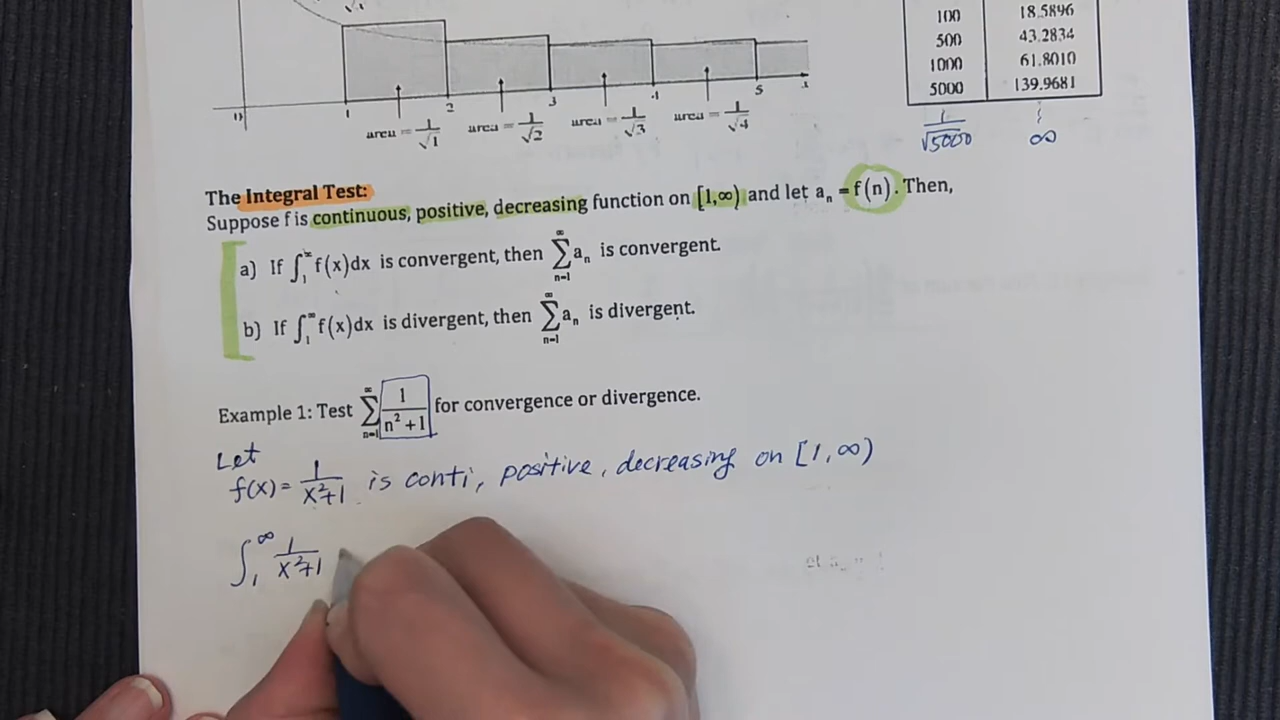 100 18.5896
500 43.2834
1000 61.8010
5000 139.9681
1/√5000 ∞
0 1 2 3 4 5 x
area = 1/√1 area = 1/√2 area = 1/√3 area = 1/√4
The Integral Test:
Suppose f is continuous, positive, decreasing function on [1,∞) and let aₙ = f(n). Then,
a) If ∫₁^∞ f(x)dx is convergent, then ∑_{n=1}^∞ aₙ is convergent.
b) If ∫₁^∞ f(x)dx is divergent, then ∑_{n=1}^∞ aₙ is divergent.
Example 1: Test ∑_{n=1}^∞ 1/(n²+1) for convergence or divergence.
Let
f(x) = 1/(x²+1) is conti, positive, decreasing on [1,∞)
∫₁^∞ 1/(x²+1)